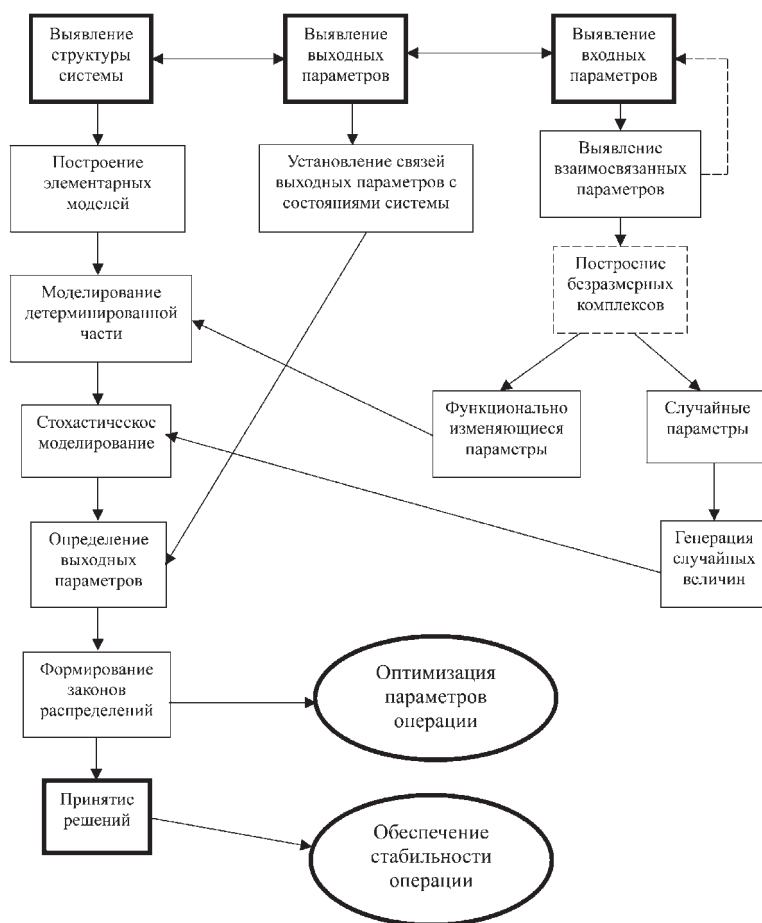 Выявление
структуры
системы
Выявление
выходных
параметров
Выявление
входных
параметров
Построение
элементарных
моделей
Установление связей
выходных параметров с
состояниями системы
Выявление
взаимосвязанных
параметров
Построение
безразмерных
комплексов
Моделирование
детерминированной
части
Функционально
изменяющиеся
параметры
Случайные
параметры
Стохастическое
моделирование
Определение
выходных
параметров
Генерация
случайных
величин
Формирование
законов
распределений
Оптимизация
параметров
операции
Принятие
решений
Обеспечение
стабильности
операции